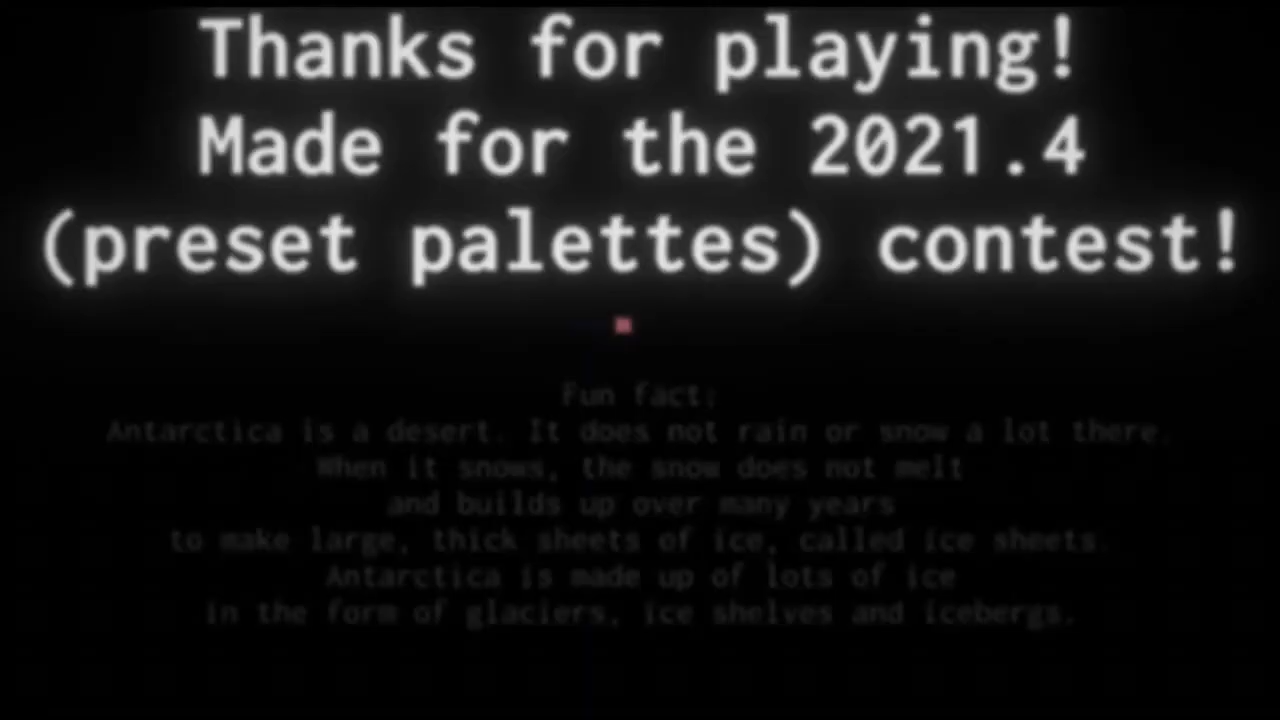 Thanks for playing!
Made for the 2021.4
(preset palettes) contest!
Fun fact:
Antarctica is a desert. It does not rain or snow a lot there.
When it snows, the snow does not melt
and builds up over many years
to make large, thick sheets of ice, called ice sheets.
Antarctica is made up of lots of ice
in the form of glaciers, ice shelves and icebergs.